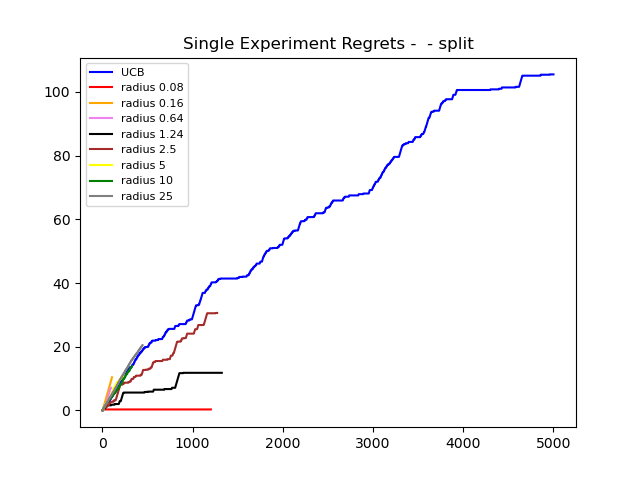 Single Experiment Regrets -  - split
UCB
radius 0.08
radius 0.16
radius 0.64
radius 1.24
radius 2.5
radius 5
radius 10
radius 25
100
80
60
40
20
0
0 1000 2000 3000 4000 5000